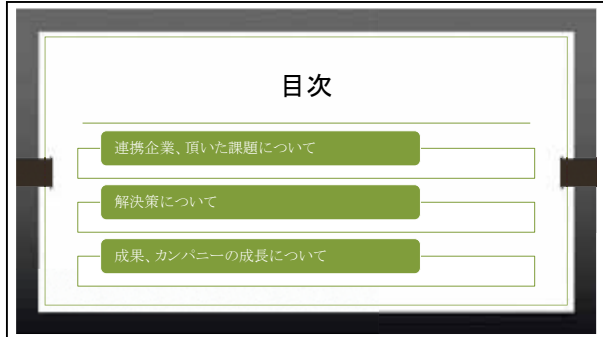 目次
連携企業、頂いた課題について
解決策について
成果、カンパニーの成長について